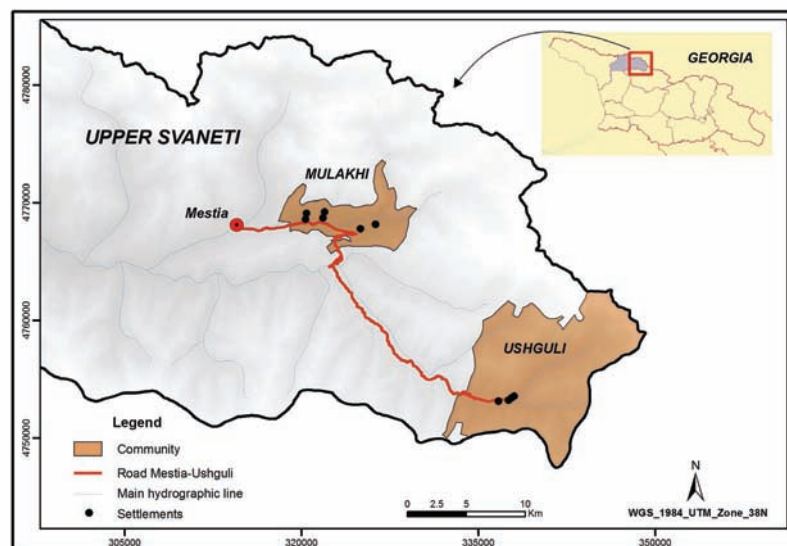 GEORGIA
4780000
UPPER SVANETI
MULAKHI
4770000
Mestia
4760000
USHGULI
4750000
Legend
Community
Road Mestia-Ushguli
Main hydrographic line
Settlements
N
0 2.5 5 10
Km
WGS_1984_UTM_Zone_38N
305000 320000 335000 350000